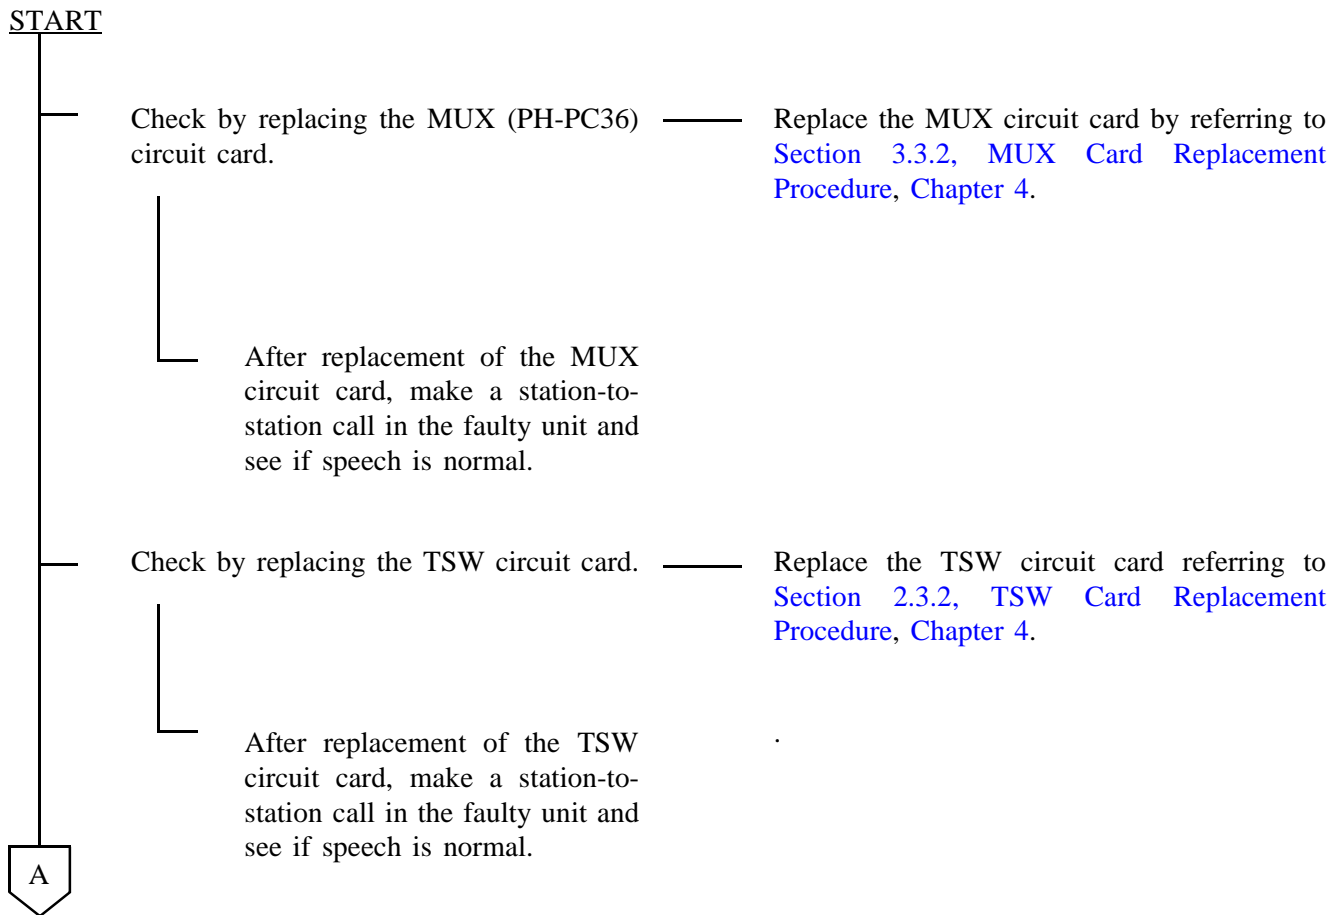 START
Check by replacing the MUX (PH-PC36)
circuit card.
Replace the MUX circuit card by referring to
Section 3.3.2, MUX Card Replacement
Procedure, Chapter 4.
After replacement of the MUX
circuit card, make a station-to-
station call in the faulty unit and
see if speech is normal.
Check by replacing the TSW circuit card.
Replace the TSW circuit card referring to
Section 2.3.2, TSW Card Replacement
Procedure, Chapter 4.
After replacement of the TSW
circuit card, make a station-to-
station call in the faulty unit and
see if speech is normal.
.
A